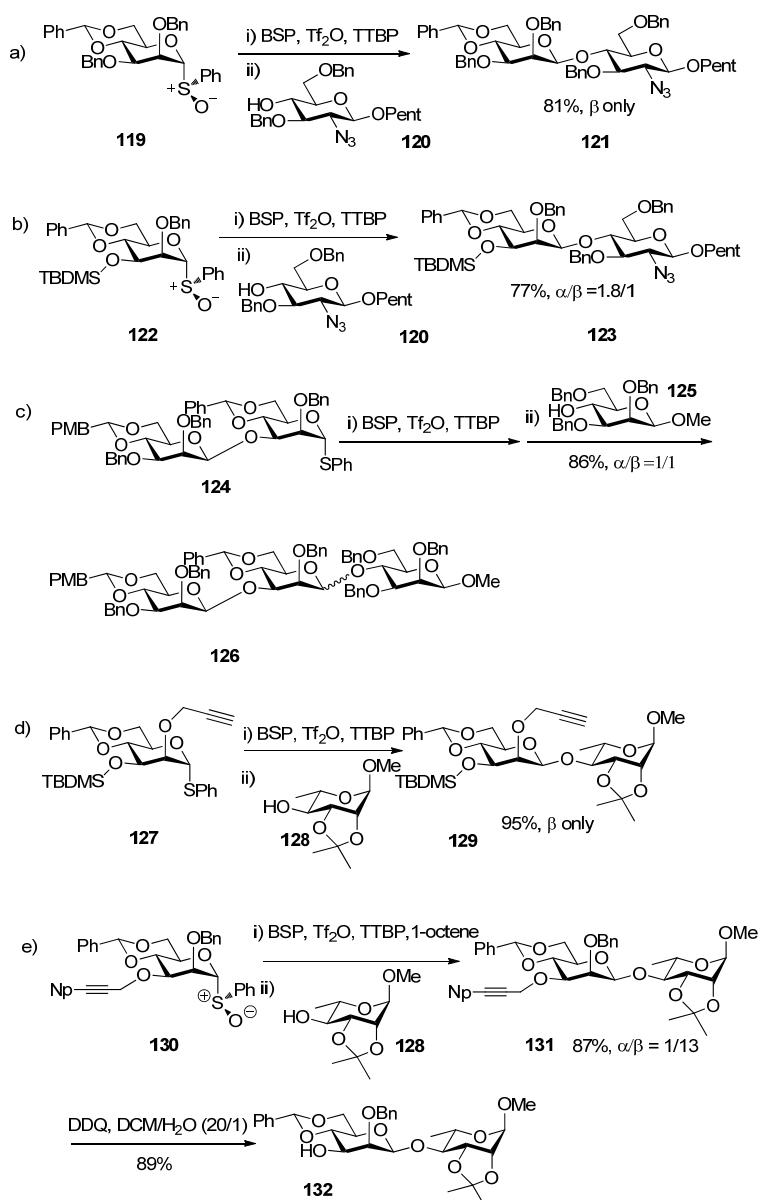 a)
Ph O O OBn O BnO S + Ph O−
119
i) BSP, Tf2O, TTBP
ii) OBn HO O BnO OPent N3
120
Ph O O OBn O BnO O OBn O BnO OPent N3
81%, β only
121
b)
Ph O O OBn O O TBDMS S + Ph O−
122
i) BSP, Tf2O, TTBP
ii) OBn HO O BnO OPent N3
120
Ph O O OBn O O TBDMS O OBn O BnO OPent N3
77%, α/β =1.8/1
123
c)
PMB O O OBn O BnO O Ph O O OBn O SPh
124
i) BSP, Tf2O, TTBP
ii) BnO OBn HO O BnO OMe
125
86%, α/β =1/1
PMB O O OBn O BnO O Ph O O OBn O O BnO OBn O BnO OMe
126
d)
Ph O O O O O TBDMS SPh
127
i) BSP, Tf2O, TTBP
ii) OMe O HO O O
128
Ph O O O O O TBDMS O O OMe O O
129
95%, β only
e)
Ph O O OBn O O Np S ⊕ Ph O ⊖
130
i) BSP, Tf2O, TTBP,1-octene
ii) OMe O HO O O
128
Ph O O OBn O O Np O O OMe O O
131
87%, α/β = 1/13
DDQ, DCM/H2O (20/1)
89%
Ph O O OBn O HO O O OMe O O
132